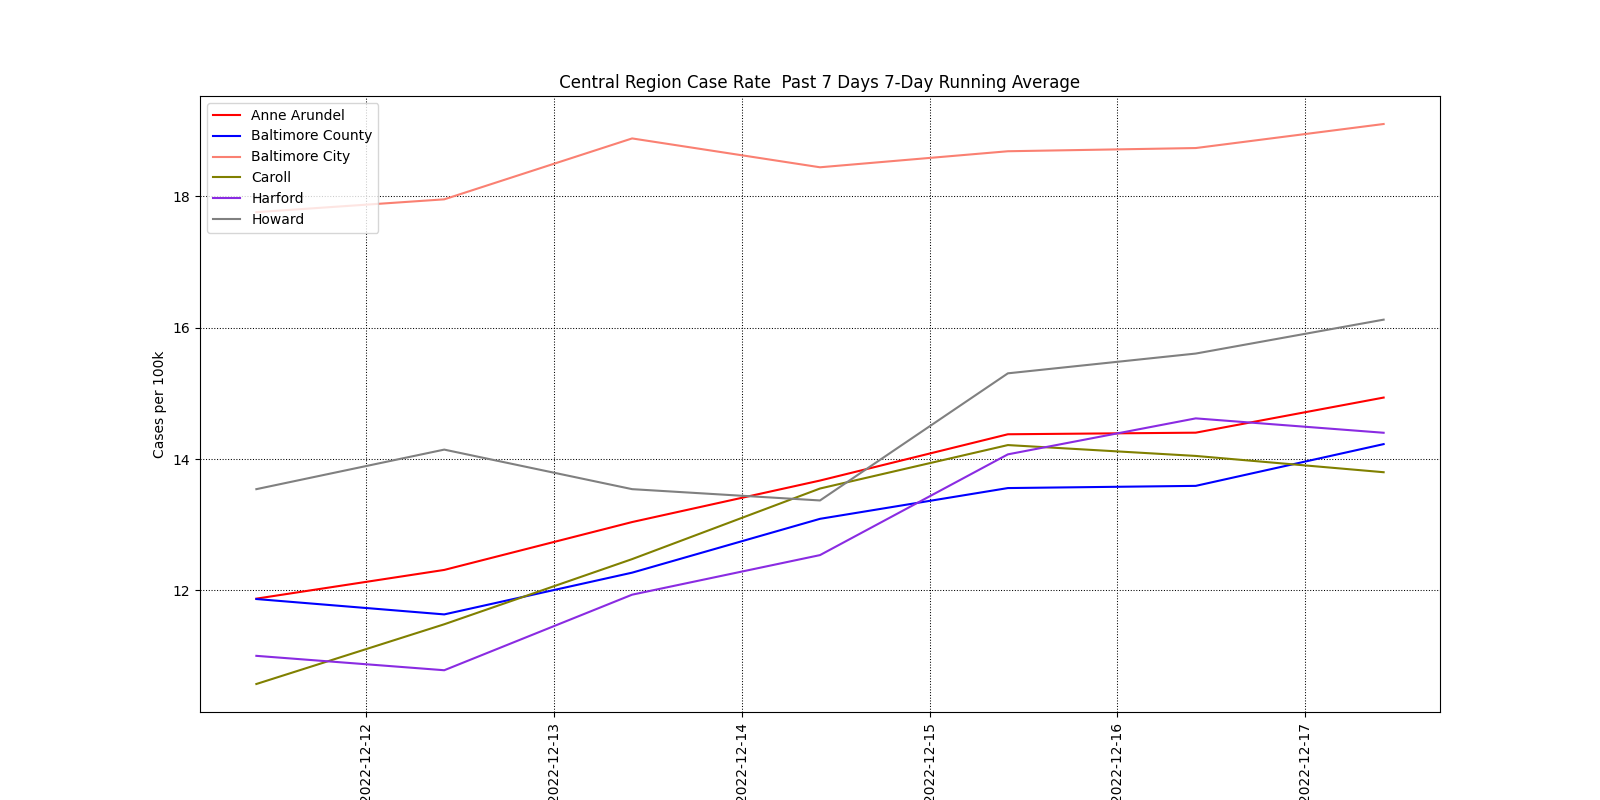 Central Region Case Rate  Past 7 Days 7-Day Running Average
Anne Arundel
Baltimore County
Baltimore City
Caroll
Harford
Howard
18
16
14
12
Cases per 100k
2022-12-12
2022-12-13
2022-12-14
2022-12-15
2022-12-16
2022-12-17